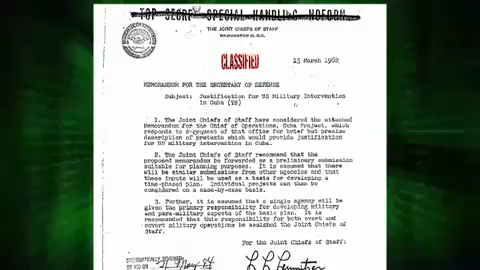 TOP SECRET SPECIAL HANDLING NOFORN
THE JOINT CHIEFS OF STAFF
WASHINGTON D.C.
CLASSIFIED
13 March 1962
MEMORANDUM FOR THE SECRETARY OF DEFENSE
Subject: Justification for US Military Intervention
in Cuba (TS)
1. The Joint Chiefs of Staff have considered the attached
Memorandum for the Chief of Operations, Cuba Project, which
responds to a request of that office for brief but precise
description of pretexts which would provide justification
for US military intervention in Cuba.
2. The Joint Chiefs of Staff recommend that the
proposed memorandum be forwarded as a preliminary submission
suitable for planning purposes. It is assumed that there
will be similar submissions from other agencies and that
these inputs will be used as a basis for developing a
time-phased plan. Individual projects can then be
considered on a case-by-case basis.
3. Further, it is assumed that a single agency will be
given the primary responsibility for developing military
and para-military aspects of the basic plan. It is
recommended that this responsibility for both overt and
covert military operations be assigned the Joint Chiefs of
Staff.
For the Joint Chiefs of Staff:
21 May 84
L. L. Lemnitzer